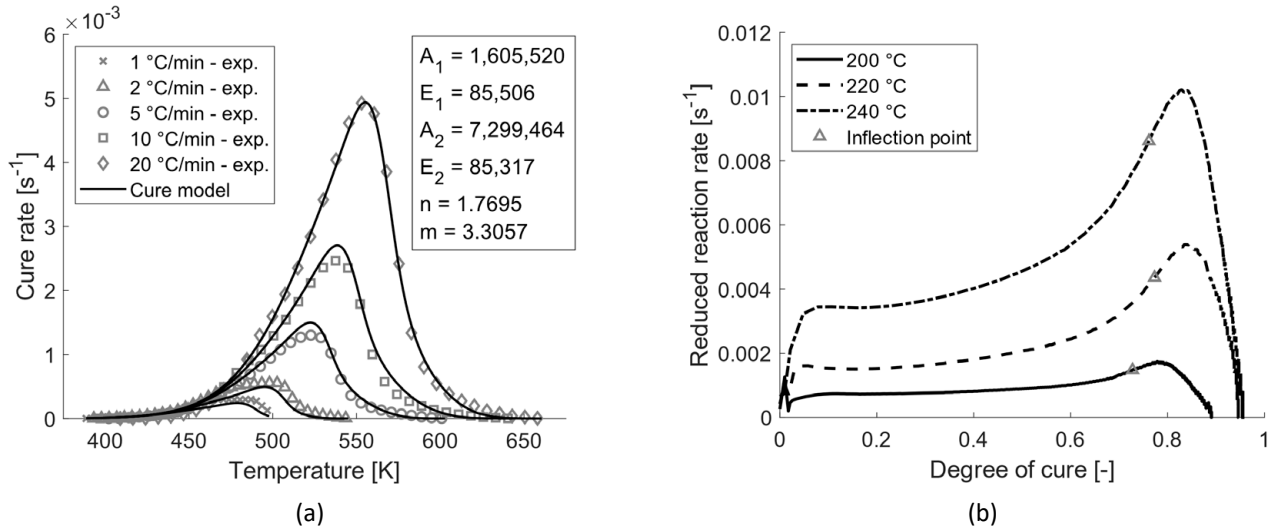 ×10⁻³
6
5
4
3
2
1
0
Cure rate [s⁻¹]
1 °C/min - exp.
2 °C/min - exp.
5 °C/min - exp.
10 °C/min - exp.
20 °C/min - exp.
Cure model
A₁ = 1,605,520
E₁ = 85,506
A₂ = 7,299,464
E₂ = 85,317
n = 1.7695
m = 3.3057
400 450 500 550 600 650
Temperature [K]
(a)
0.012
0.01
0.008
0.006
0.004
0.002
0
Reduced reaction rate [s⁻¹]
200 °C
220 °C
240 °C
Inflection point
0 0.2 0.4 0.6 0.8 1
Degree of cure [-]
(b)